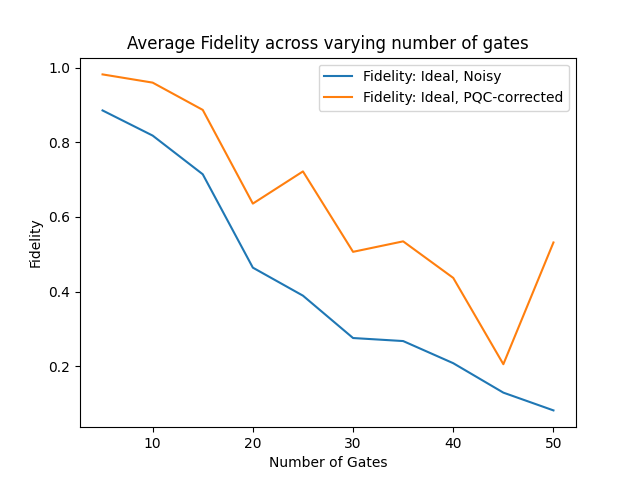 Average Fidelity across varying number of gates
Fidelity: Ideal, Noisy
Fidelity: Ideal, PQC-corrected
1.0
0.8
0.6
0.4
0.2
Fidelity
10 20 30 40 50
Number of Gates